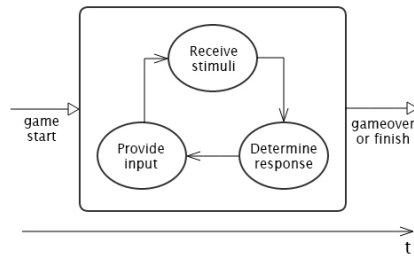 Receive
stimuli
game
start
gameover
or finish
Provide
input
Determine
response
t